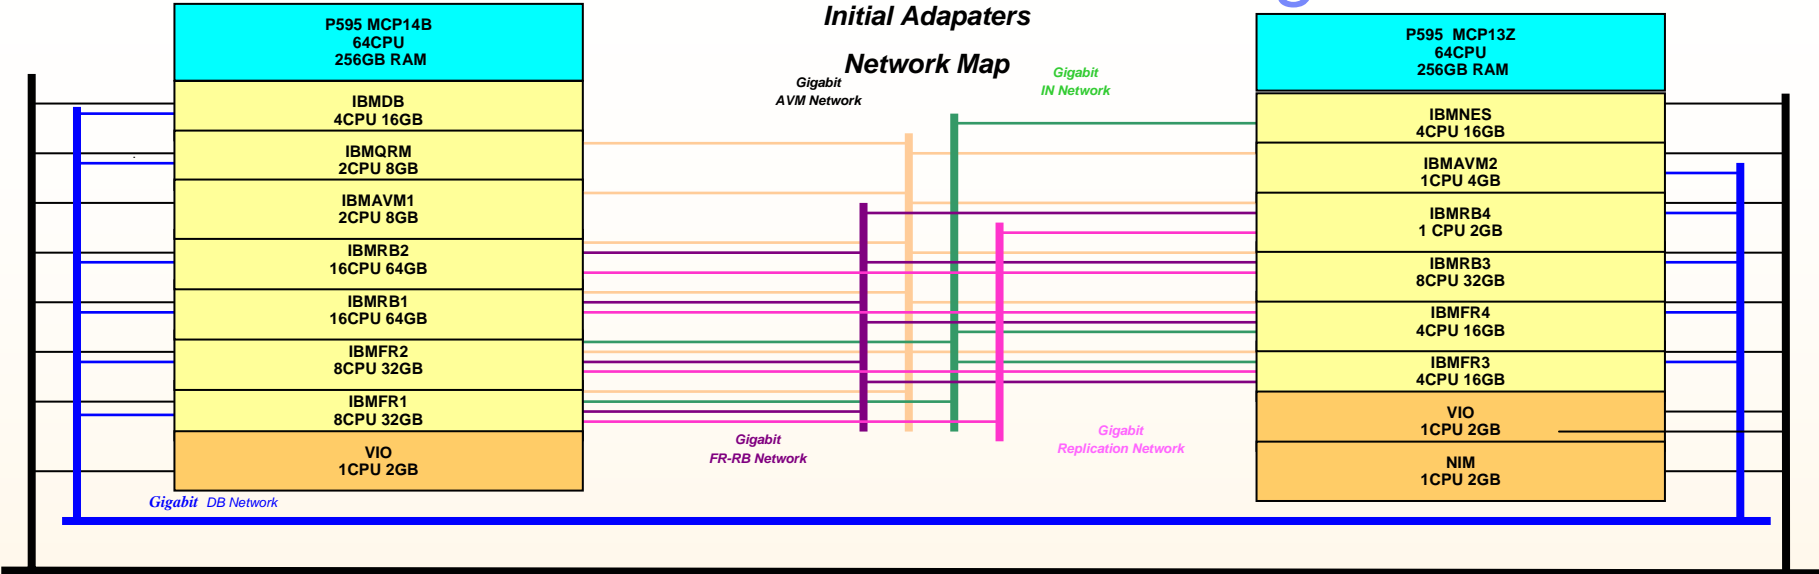 Initial Adapaters
Network Map
P595 MCP14B
64CPU
256GB RAM
IBMDB
4CPU 16GB
IBMQRM
2CPU 8GB
IBMAVM1
2CPU 8GB
IBMRB2
16CPU 64GB
IBMRB1
16CPU 64GB
IBMFR2
8CPU 32GB
IBMFR1
8CPU 32GB
VIO
1CPU 2GB
Gigabit DB Network
Gigabit
AVM Network
Gigabit
IN Network
Gigabit
FR-RB Network
Gigabit
Replication Network
P595 MCP13Z
64CPU
256GB RAM
IBMNES
4CPU 16GB
IBMAVM2
1CPU 4GB
IBMRB4
1 CPU 2GB
IBMRB3
8CPU 32GB
IBMFR4
4CPU 16GB
IBMFR3
4CPU 16GB
VIO
1CPU 2GB
NIM
1CPU 2GB